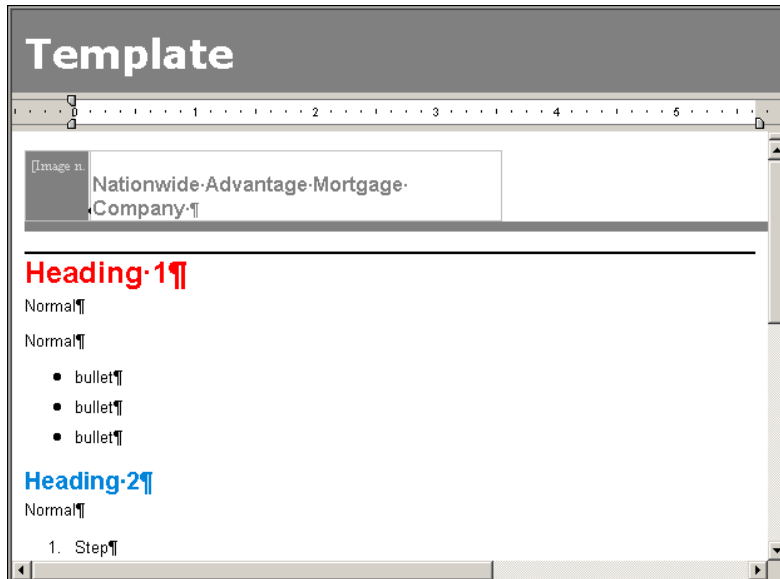 Template
0 1 2 3 4 5
[Image n.
Nationwide·Advantage·Mortgage·
Company·¶
Heading·1¶
Normal¶
Normal¶
• bullet¶
• bullet¶
• bullet¶
Heading·2¶
Normal¶
1. Step¶